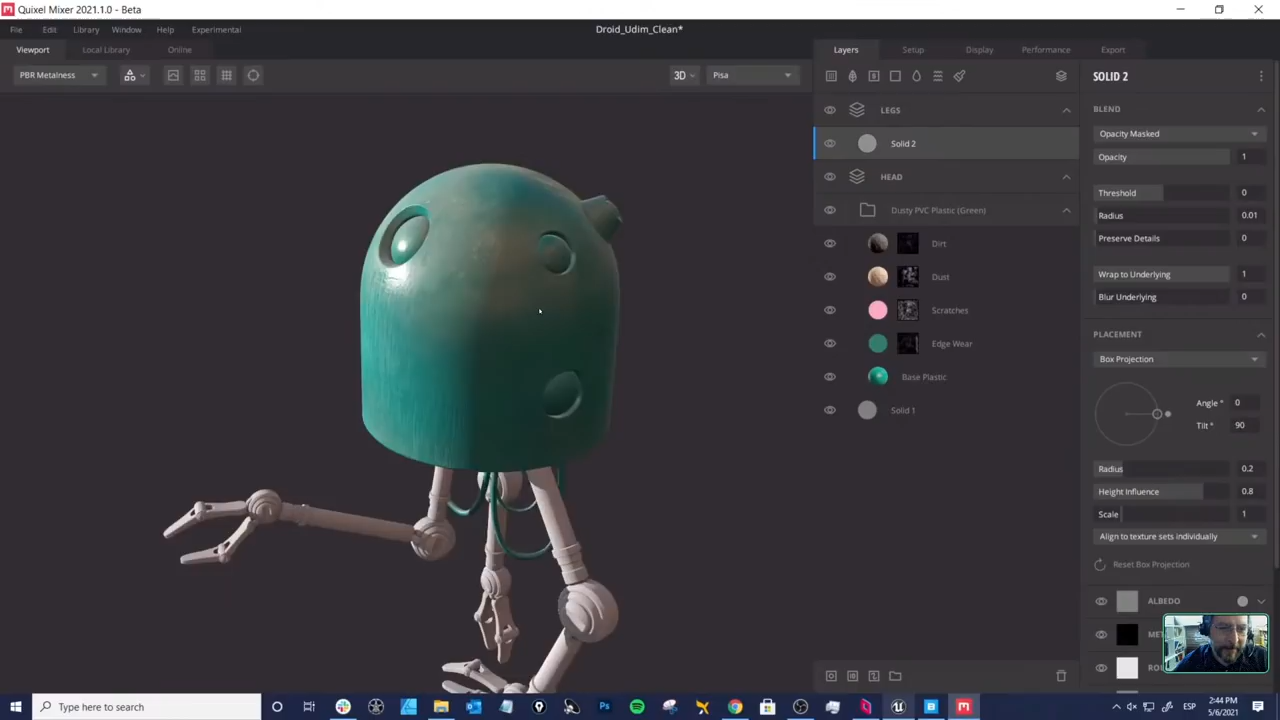 Quixel Mixer 2021.1.0 - Beta
File Edit Library Window Help Experimental
Droid_Udim_Clean*
Viewport Local Library Online
Layers Setup Display Performance Export
PBR Metalness
3D
Pisa
SOLID 2
LEGS
Solid 2
HEAD
Dusty PVC Plastic (Green)
Dirt
Dust
Scratches
Edge Wear
Base Plastic
Solid 1
BLEND
Opacity Masked
Opacity 1
Threshold 0
Radius 0.01
Preserve Details 0
Wrap to Underlying 1
Blur Underlying 0
PLACEMENT
Box Projection
Angle ° 0
Tilt ° 90
Radius 0.2
Height Influence 0.8
Scale 1
Align to texture sets individually
Reset Box Projection
ALBEDO
Type here to search
ESP
2:44 PM
5/6/2021